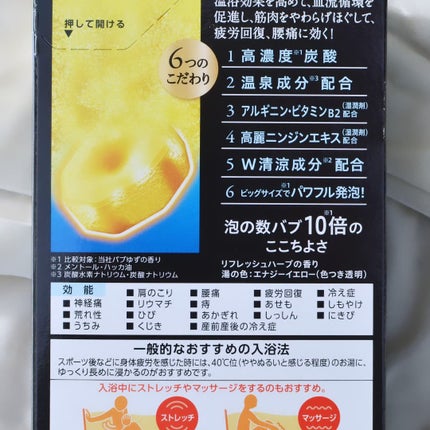 温浴効果を高めて、血流循環を
促進し、筋肉をやわらげほぐして、
疲労回復、腰痛に効く!
押して開ける
6つの
こだわり
1 高濃度※1炭酸
2 温泉成分※3配合
3 アルギニン・ビタミンB2(湿潤剤)配合
4 高麗ニンジンエキス(湿潤剤)配合
5 W清涼成分※2配合
6 ビッグサイズで※1パワフル発泡!
泡の数バブ※1 10倍の
ここちよさ
リフレッシュハーブの香り
湯の色:エナジーイエロー(色つき透明)
※1 比較対象:当社バブゆずの香り
※2 メントール・ハッカ油
※3 炭酸水素ナトリウム・炭酸ナトリウム
効能
■肩のこり ■腰痛 ■疲労回復 ■冷え症
■神経痛 ■リウマチ ■痔 ■あせも ■しもやけ
■荒れ性 ■ひび ■あかぎれ ■しっしん ■にきび
■うちみ ■くじき ■産前産後の冷え症
一般的なおすすめの入浴法
スポーツ後などに身体疲労を感じた時には、40℃位(ややぬるいと感じる程度)のお湯に、
ゆっくり長めに浸かるのがおすすめです。
入浴中にストレッチやマッサージをするのもおすすめ。
ストレッチ
マッサージ